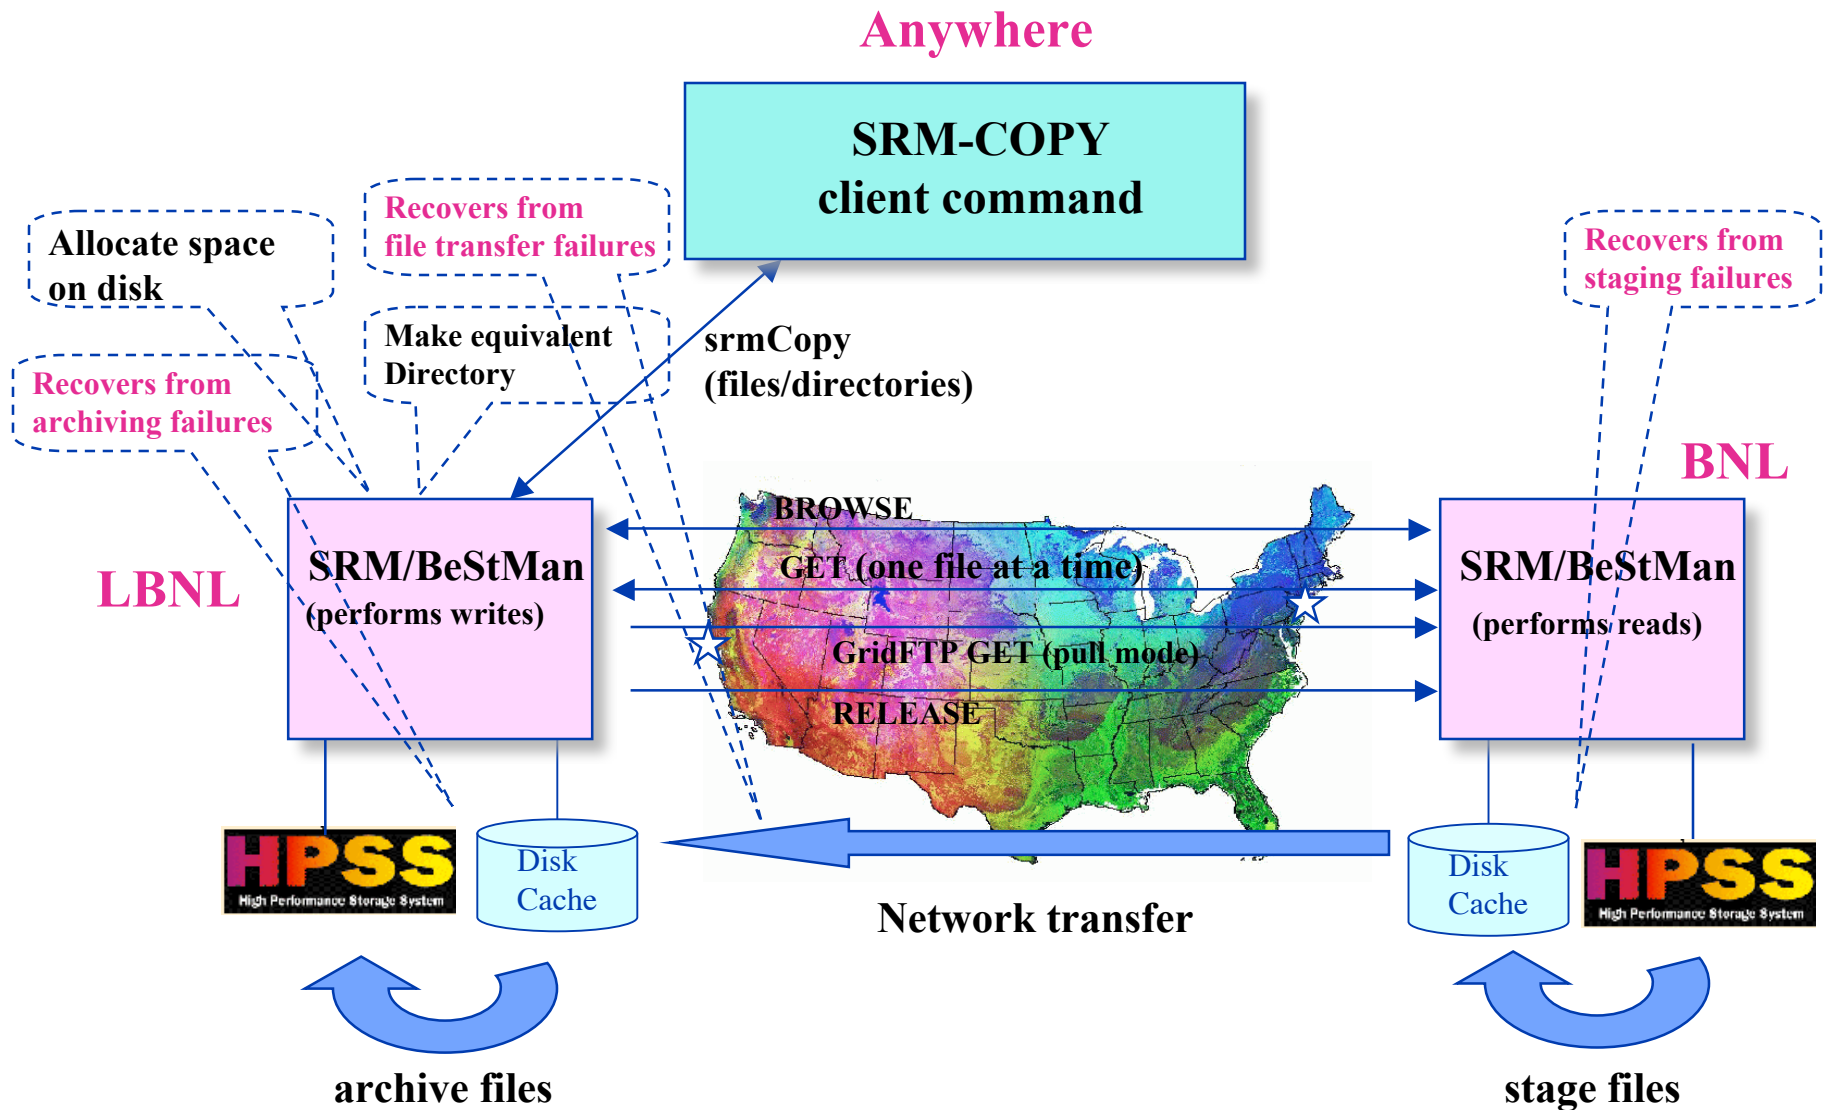 Anywhere
SRM-COPY
client command
Recovers from
file transfer failures
Allocate space
on disk
Recovers from
staging failures
Make equivalent
Directory
srmCopy
(files/directories)
Recovers from
archiving failures
BNL
LBNL
SRM/BeStMan
(performs writes)
BROWSE
GET (one file at a time)
GridFTP GET (pull mode)
RELEASE
SRM/BeStMan
(performs reads)
HPSS
High Performance Storage System
Disk
Cache
Network transfer
Disk
Cache
HPSS
High Performance Storage System
archive files
stage files